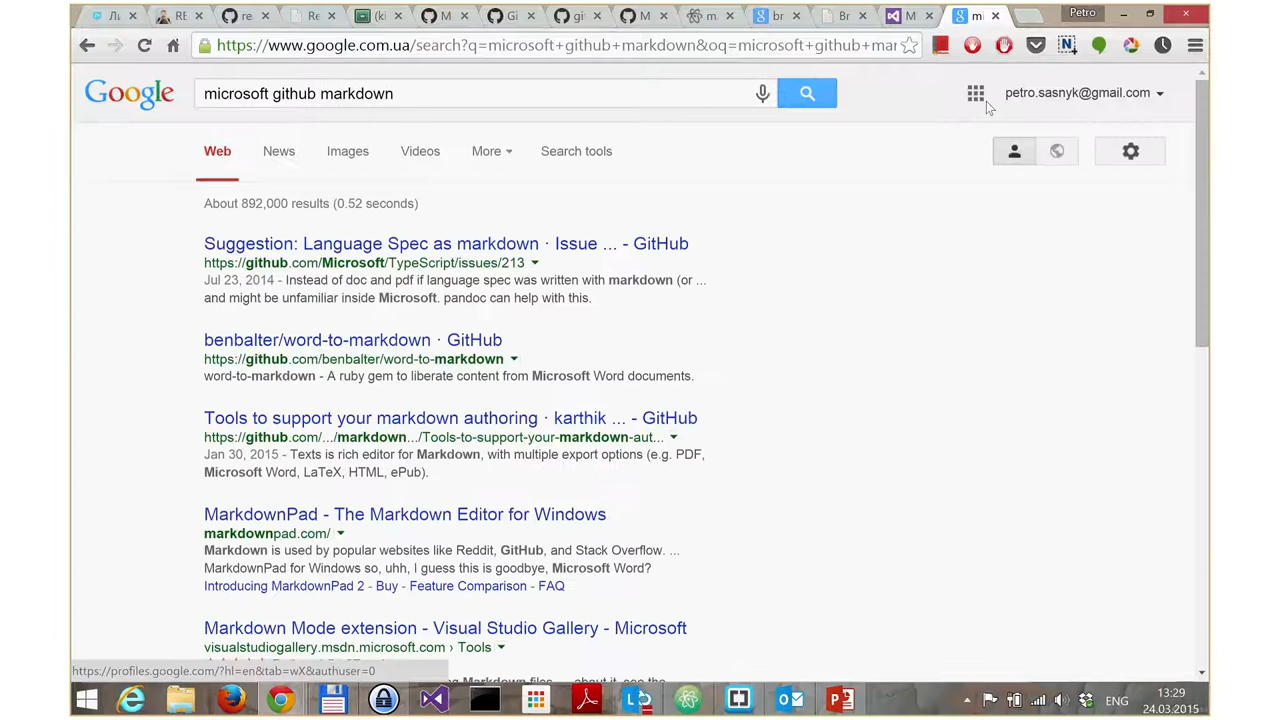 Petro
https://www.google.com.ua/search?q=microsoft+github+markdown&oq=microsoft+github+mar
Google
microsoft github markdown
petro.sasnyk@gmail.com
Web News Images Videos More Search tools
About 892,000 results (0.52 seconds)
Suggestion: Language Spec as markdown · Issue ... - GitHub
https://github.com/Microsoft/TypeScript/issues/213
Jul 23, 2014 - Instead of doc and pdf if language spec was written with markdown (or ...
and might be unfamiliar inside Microsoft. pandoc can help with this.
benbalter/word-to-markdown · GitHub
https://github.com/benbalter/word-to-markdown
word-to-markdown - A ruby gem to liberate content from Microsoft Word documents.
Tools to support your markdown authoring · karthik ... - GitHub
https://github.com/.../markdown.../Tools-to-support-your-markdown-aut...
Jan 30, 2015 - Texts is rich editor for Markdown, with multiple export options (e.g. PDF,
Microsoft Word, LaTeX, HTML, ePub).
MarkdownPad - The Markdown Editor for Windows
markdownpad.com/
Markdown is used by popular websites like Reddit, GitHub, and Stack Overflow. ...
MarkdownPad for Windows so, uhh, I guess this is goodbye, Microsoft Word?
Introducing MarkdownPad 2 - Buy - Feature Comparison - FAQ
Markdown Mode extension - Visual Studio Gallery - Microsoft
visualstudiogallery.msdn.microsoft.com › Tools
https://profiles.google.com/?hl=en&tab=wX&authuser=0
ENG
13:29
24.03.2015